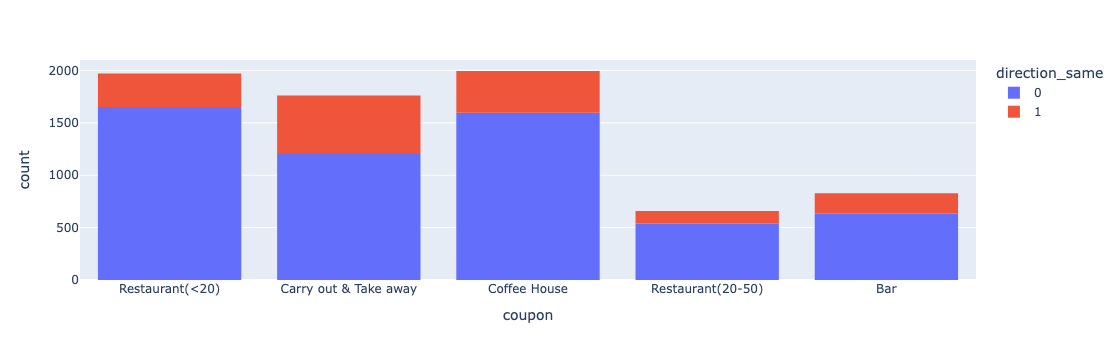 2000
1500
1000
500
0
count
Restaurant(<20)
Carry out & Take away
Coffee House
Restaurant(20-50)
Bar
coupon
direction_same
0
1